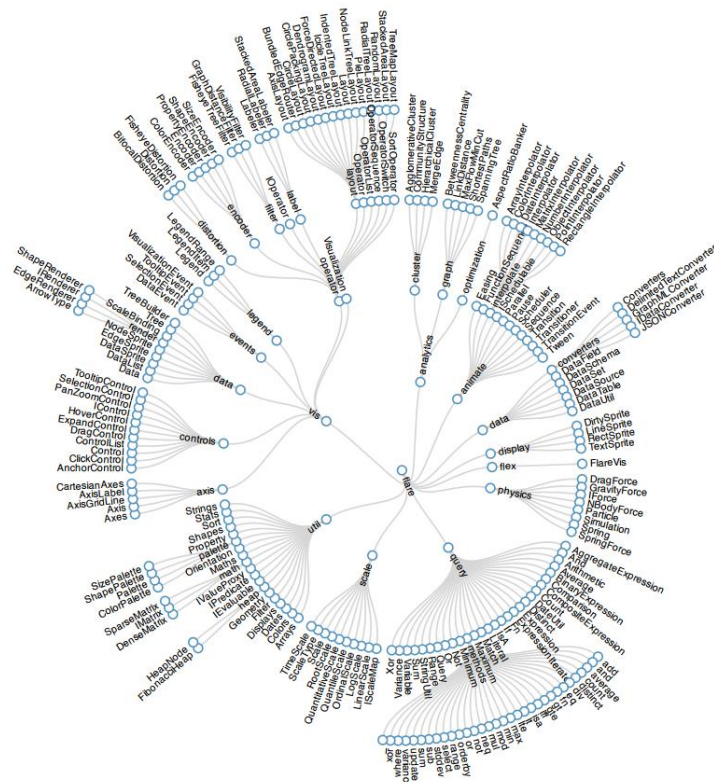 flare
analytics
cluster
AgglomerativeCluster
CommunityStructure
HierarchicalCluster
MergeEdge
graph
BetweennessCentrality
LinkDistance
MaxFlowMinCut
ShortestPaths
SpanningTree
optimization
AspectRatioBanker
animate
Easing
FunctionSequence
Interpolate
ArrayInterpolator
ColorInterpolator
DateInterpolator
Interpolator
MatrixInterpolator
NumberInterpolator
ObjectInterpolator
PointInterpolator
RectangleInterpolator
ISchedulable
Parallel
Pause
Scheduler
Sequence
Transition
Transitioner
TransitionEvent
Tween
data
converters
Converters
DelimitedTextConverter
GraphMLConverter
IDataConverter
JSONConverter
DataField
DataSchema
DataSet
DataSource
DataTable
DataUtil
display
DirtySprite
LineSprite
RectSprite
TextSprite
flex
FlareVis
physics
DragForce
GravityForce
IForce
NBodyForce
Particle
Simulation
Spring
SpringForce
query
AggregateExpression
And
Arithmetic
Average
BinaryExpression
Comparison
CompositeExpression
Count
DateUtil
Distinct
Expression
ExpressionIterator
Fn
If
IsA
Literal
Match
Maximum
methods
add
and
average
count
distinct
div
eq
fn
gt
gte
iff
isa
lt
lte
max
min
mod
mul
neq
not
or
orderby
range
select
stddev
sub
sum
update
variance
where
xor
Minimum
Not
Or
Query
Range
StringUtil
Sum
Variable
Variance
Xor
scale
IScaleMap
LinearScale
LogScale
OrdinalScale
QuantileScale
QuantitativeScale
RootScale
Scale
ScaleType
TimeScale
util
Arrays
Colors
Dates
Displays
Filter
Geometry
heap
FibonacciHeap
HeapNode
IEvaluable
IPredicate
IValueProxy
math
DenseMatrix
IMatrix
SparseMatrix
Maths
Orientation
palette
ColorPalette
Palette
ShapePalette
SizePalette
Property
Shapes
Sort
Stats
Strings
vis
axis
Axes
Axis
AxisGridLine
AxisLabel
CartesianAxes
controls
AnchorControl
ClickControl
Control
ControlList
DragControl
ExpandControl
HoverControl
IControl
PanZoomControl
SelectionControl
TooltipControl
data
Data
DataList
DataSprite
EdgeSprite
NodeSprite
render
ArrowType
EdgeRenderer
IRenderer
ShapeRenderer
ScaleBinding
Tree
TreeBuilder
events
DataEvent
SelectionEvent
TooltipEvent
VisualizationEvent
legend
Legend
LegendItem
LegendRange
operator
distortion
BifocalDistortion
Distortion
FisheyeDistortion
encoder
ColorEncoder
Encoder
PropertyEncoder
ShapeEncoder
SizeEncoder
filter
FisheyeTreeFilter
GraphDistanceFilter
VisibilityFilter
IOperator
label
Labeler
RadialLabeler
StackedAreaLabeler
layout
AxisLayout
BundledEdgeRouter
CircleLayout
CirclePackingLayout
DendrogramLayout
ForceDirectedLayout
IcicleTreeLayout
IndentedTreeLayout
Layout
NodeLinkTreeLayout
PieLayout
RadialTreeLayout
RandomLayout
StackedAreaLayout
TreeMapLayout
Operator
OperatorList
OperatorSequence
OperatorSwitch
SortOperator
Visualization